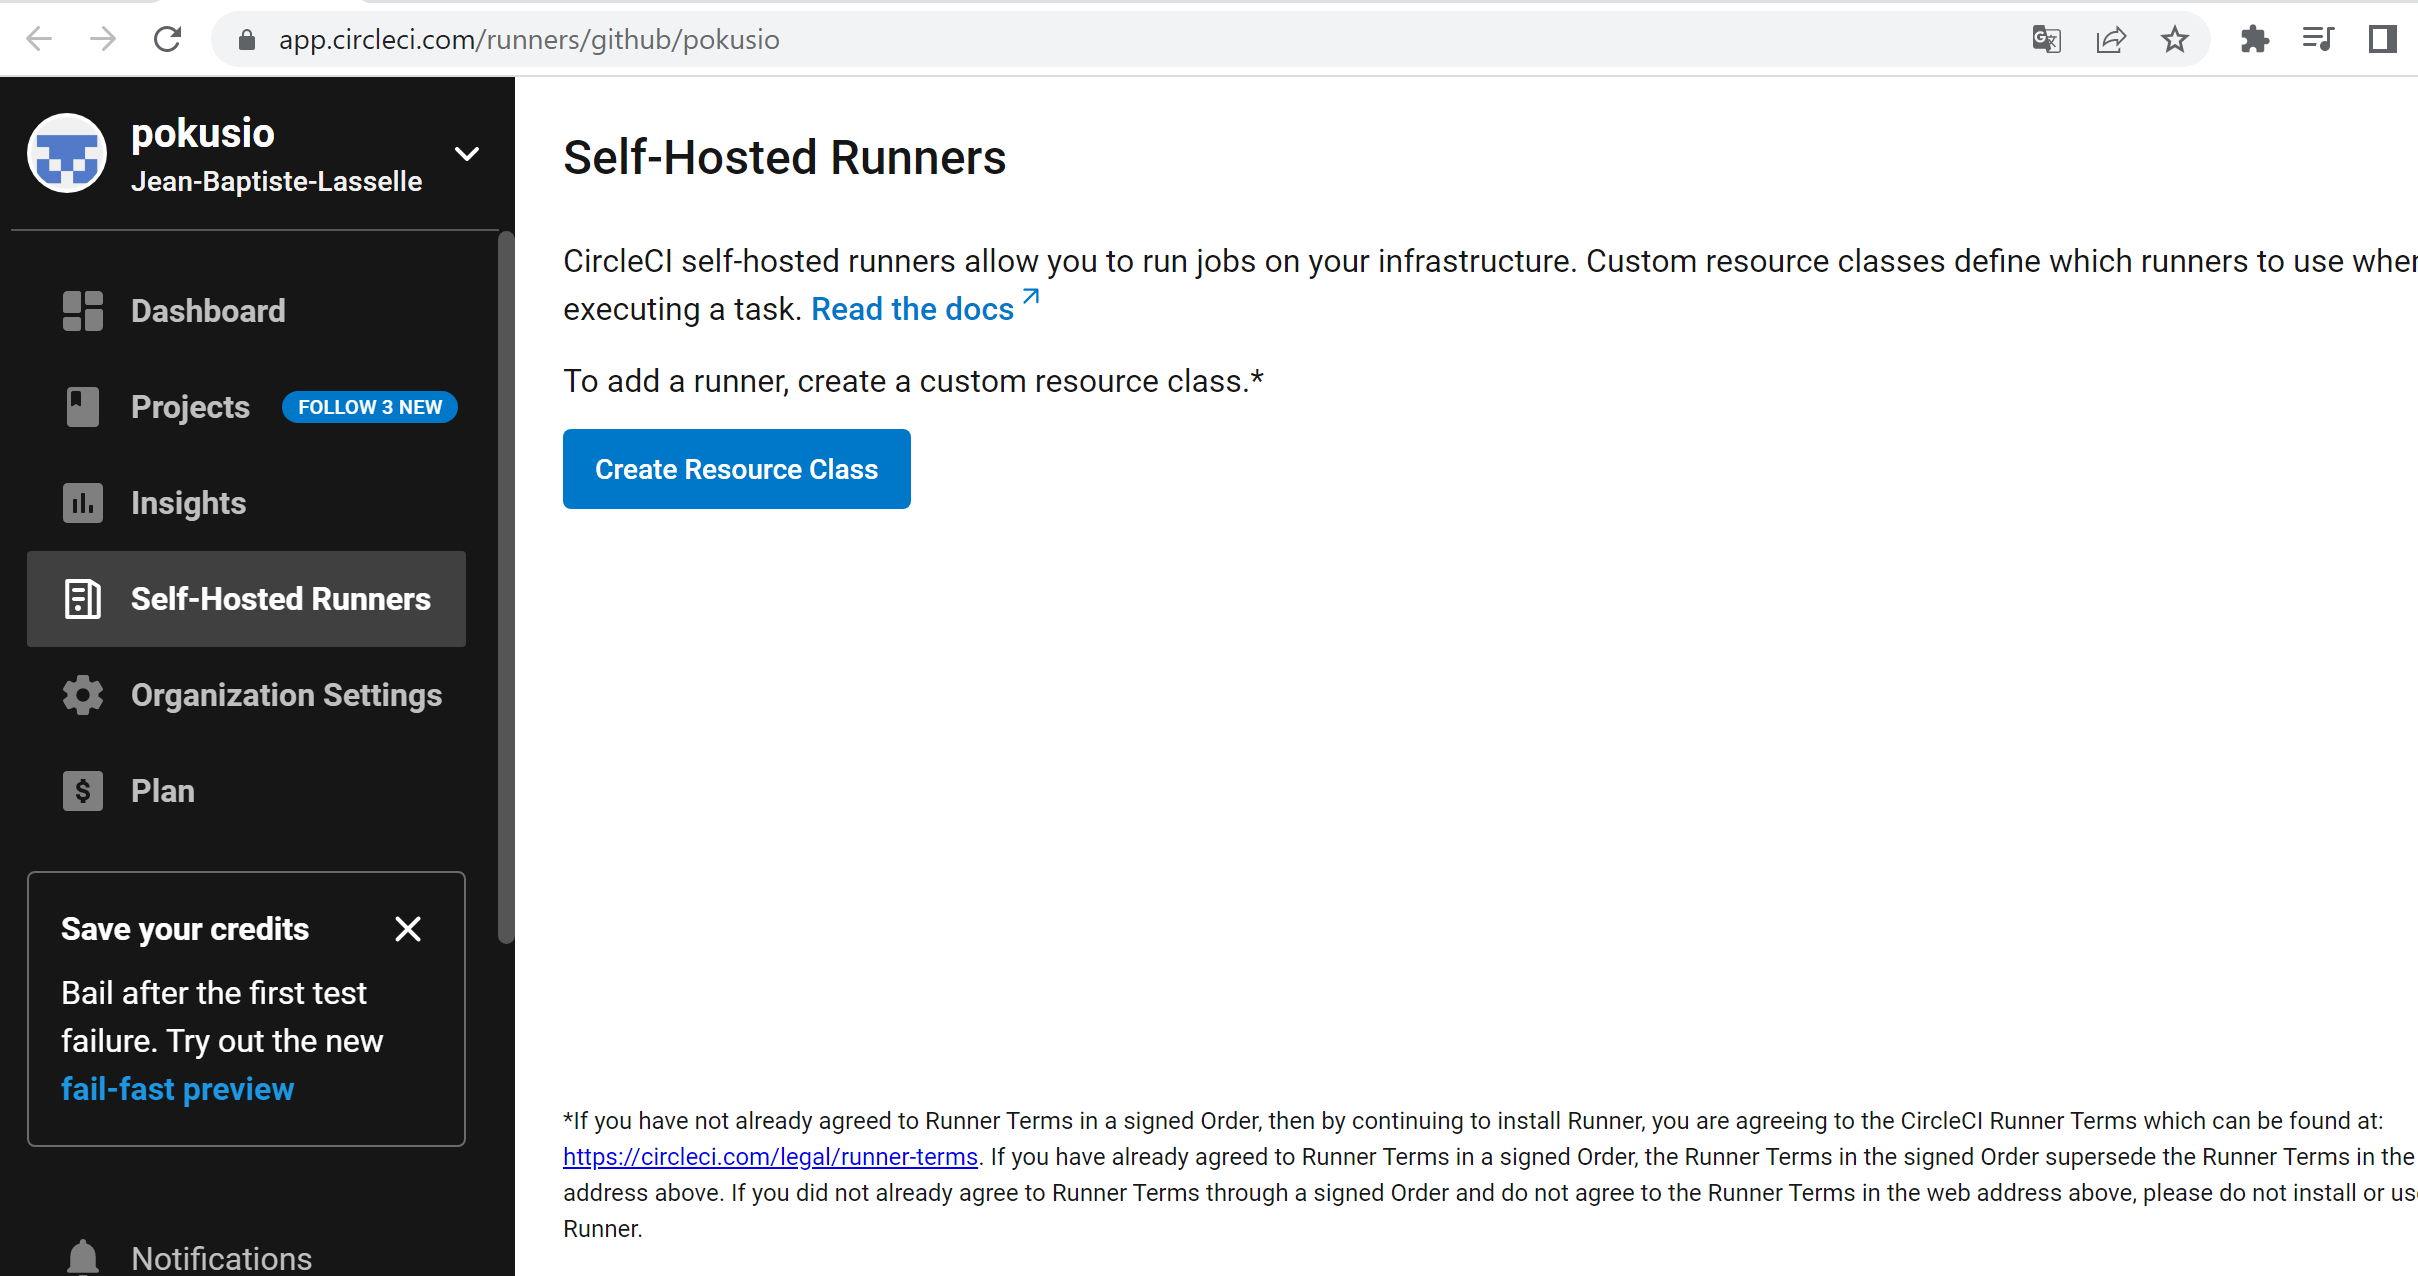 app.circleci.com/runners/github/pokusio
pokusio
Jean-Baptiste-Lasselle
Dashboard
Projects FOLLOW 3 NEW
Insights
Self-Hosted Runners
Organization Settings
Plan
Save your credits
Bail after the first test
failure. Try out the new
fail-fast preview
Notifications
Self-Hosted Runners
CircleCI self-hosted runners allow you to run jobs on your infrastructure. Custom resource classes define which runners to use
executing a task. Read the docs
To add a runner, create a custom resource class.*
Create Resource Class
*If you have not already agreed to Runner Terms in a signed Order, then by continuing to install Runner, you are agreeing to the CircleCI Runner Terms which can be found at:
https://circleci.com/legal/runner-terms. If you have already agreed to Runner Terms in a signed Order, the Runner Terms in the signed Order supersede the Runner Terms in the
address above. If you did not already agree to Runner Terms through a signed Order and do not agree to the Runner Terms in the web address above, please do not install or
Runner.